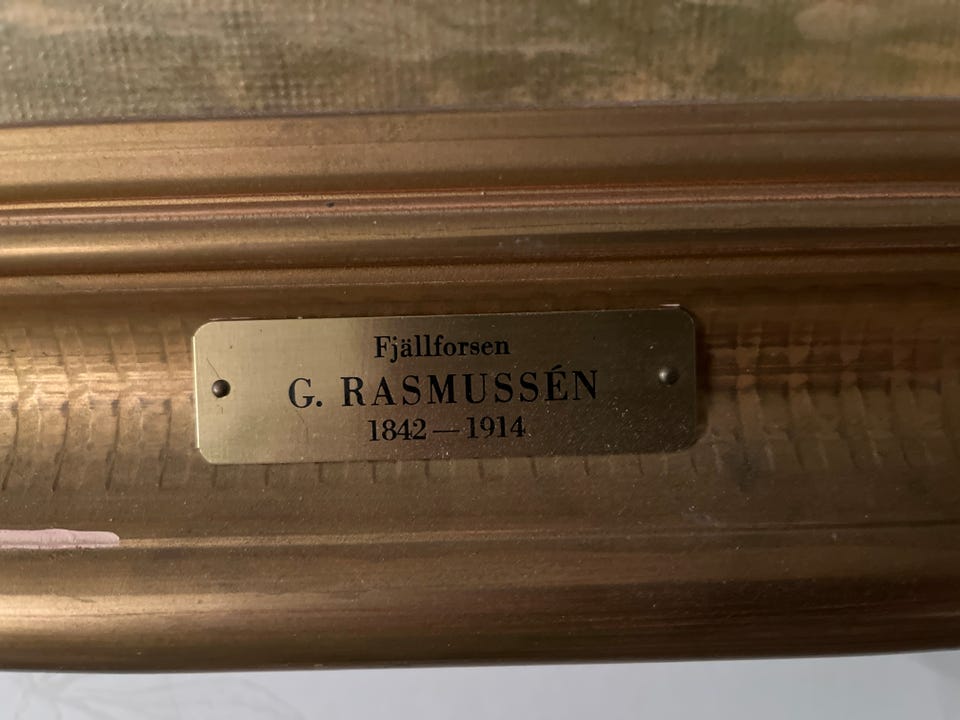 Fjällforsen
G. RASMUSSÉN
1842 — 1914